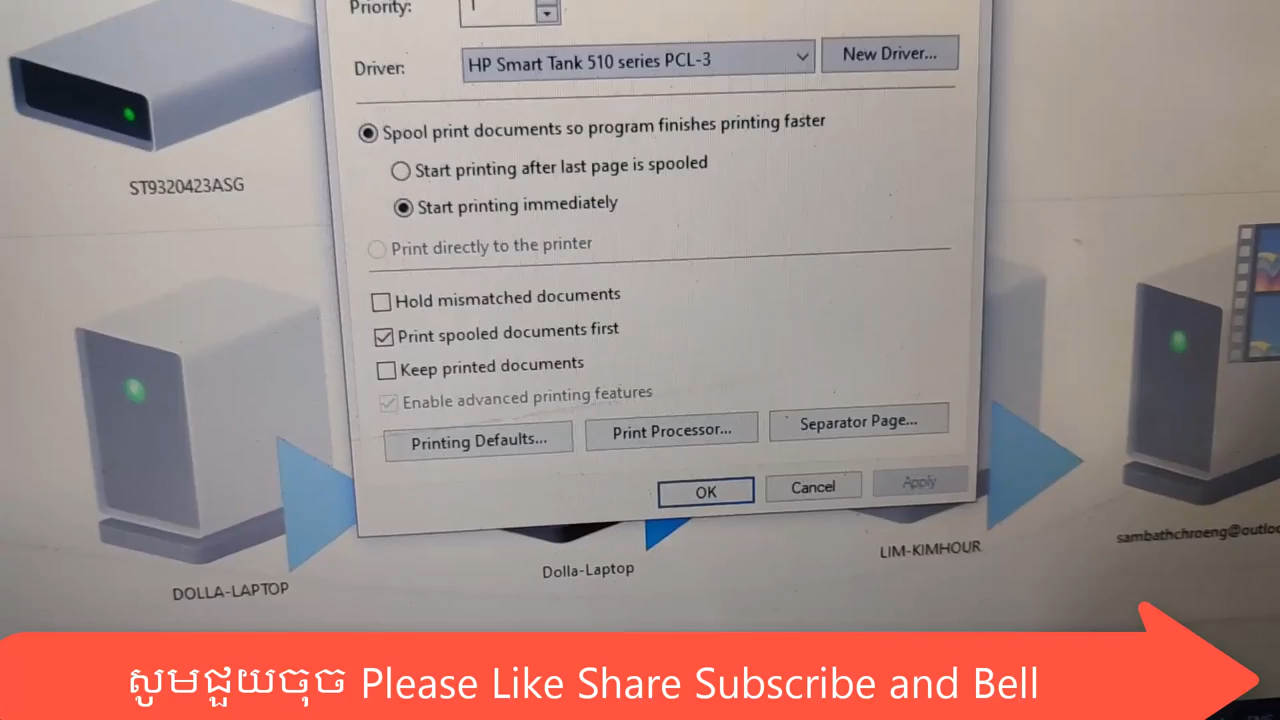 Priority:
1
Driver:
HP Smart Tank 510 series PCL-3
New Driver...
Spool print documents so program finishes printing faster
Start printing after last page is spooled
Start printing immediately
Print directly to the printer
Hold mismatched documents
Print spooled documents first
Keep printed documents
Enable advanced printing features
Printing Defaults...
Print Processor...
Separator Page...
OK
Cancel
Apply
ST9320423ASG
DOLLA-LAPTOP
Dolla-Laptop
LIM-KIMHOUR
sambathchroeng@outlo
សូមជួយចុច Please Like Share Subscribe and Bell